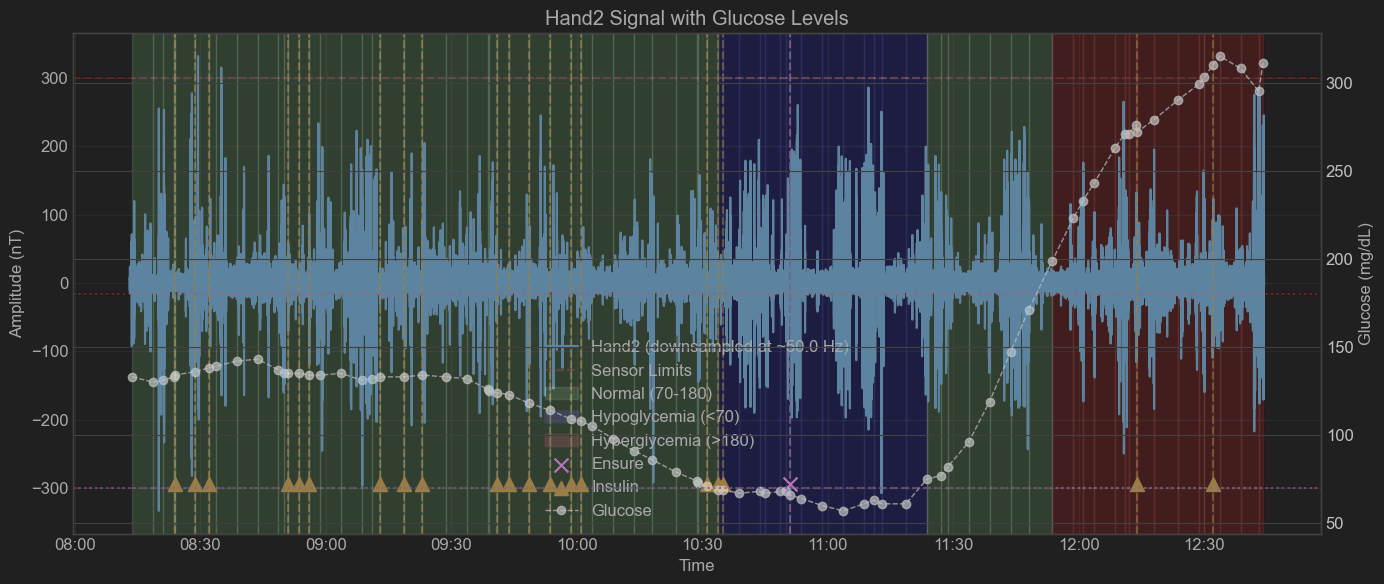 Hand2 Signal with Glucose Levels
300
200
100
0
−100
−200
−300
Amplitude (nT)
300
250
200
150
100
50
Glucose (mg/dL)
Hand2 (downsampled at ~50.0 Hz)
Sensor Limits
Normal (70-180)
Hypoglycemia (<70)
Hyperglycemia (>180)
Ensure
Insulin
Glucose
08:00 08:30 09:00 09:30 10:00 10:30 11:00 11:30 12:00 12:30
Time